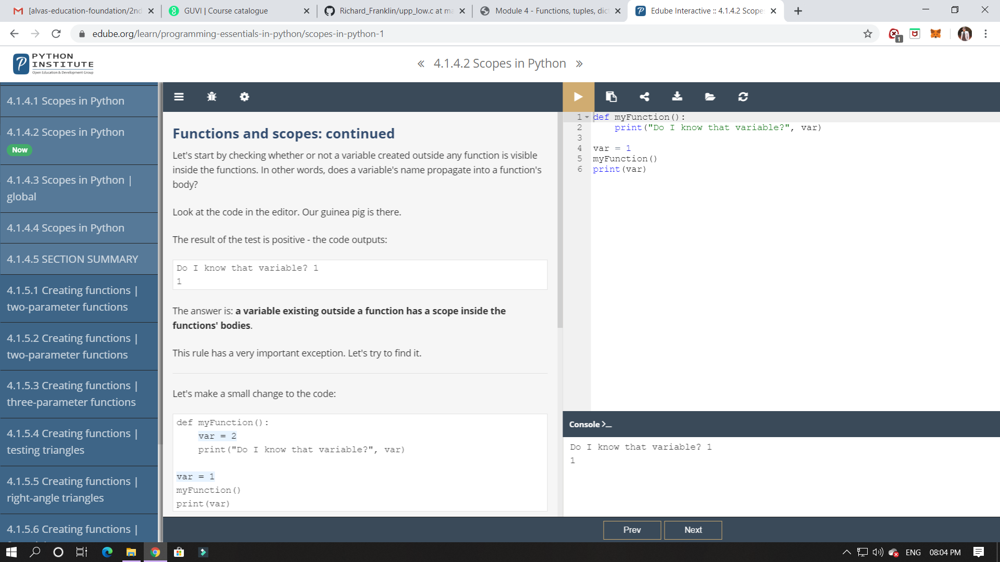 [alvas-education-foundation/2nd
GUVI | Course catalogue
Richard_Franklin/upp_low.c at ma
Module 4 - Functions, tuples, dic
Edube Interactive :: 4.1.4.2 Scope
edube.org/learn/programming-essentials-in-python/scopes-in-python-1
1
PYTHON
INSTITUTE
Open Education & Development Group
« 4.1.4.2 Scopes in Python »
4.1.4.1 Scopes in Python
4.1.4.2 Scopes in Python
Now
4.1.4.3 Scopes in Python |
global
4.1.4.4 Scopes in Python
4.1.4.5 SECTION SUMMARY
4.1.5.1 Creating functions |
two-parameter functions
4.1.5.2 Creating functions |
two-parameter functions
4.1.5.3 Creating functions |
three-parameter functions
4.1.5.4 Creating functions |
testing triangles
4.1.5.5 Creating functions |
right-angle triangles
4.1.5.6 Creating functions |
Functions and scopes: continued
Let's start by checking whether or not a variable created outside any function is visible
inside the functions. In other words, does a variable's name propagate into a function's
body?
Look at the code in the editor. Our guinea pig is there.
The result of the test is positive - the code outputs:
Do I know that variable? 1
1
The answer is: a variable existing outside a function has a scope inside the
functions' bodies.
This rule has a very important exception. Let's try to find it.
Let's make a small change to the code:
def myFunction():
    var = 2
    print("Do I know that variable?", var)
var = 1
myFunction()
print(var)
1 def myFunction():
2     print("Do I know that variable?", var)
3
4 var = 1
5 myFunction()
6 print(var)
Console >_
Do I know that variable? 1
1
Prev
Next
ENG
08:04 PM